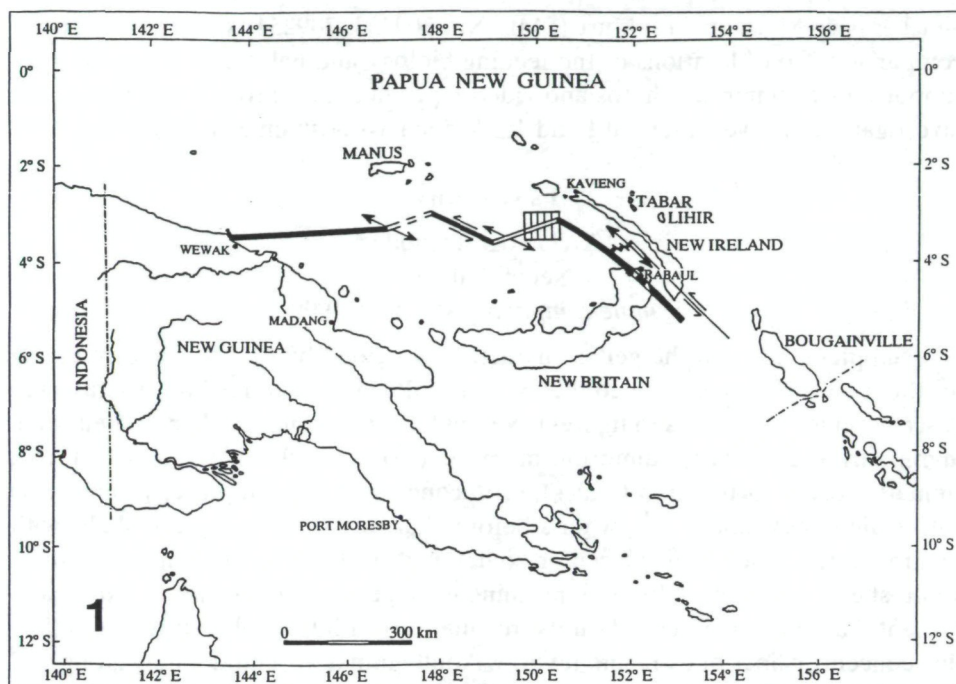 140° E 142° E 144° E 146° E 148° E 150° E 152° E 154° E 156° E
0° 0°
PAPUA NEW GUINEA
MANUS
2° S 2° S
KAVIENG
TABAR
LIHIR
NEW IRELAND
WEWAK
4° S 4° S
RABAUL
MADANG
BOUGAINVILLE
INDONESIA
NEW GUINEA
6° S 6° S
NEW BRITAIN
8° S 8° S
PORT MORESBY
10° S 10° S
1
0 300 km
12° S 12° S
140° E 142° E 144° E 146° E 148° E 150° E 152° E 154° E 156° E